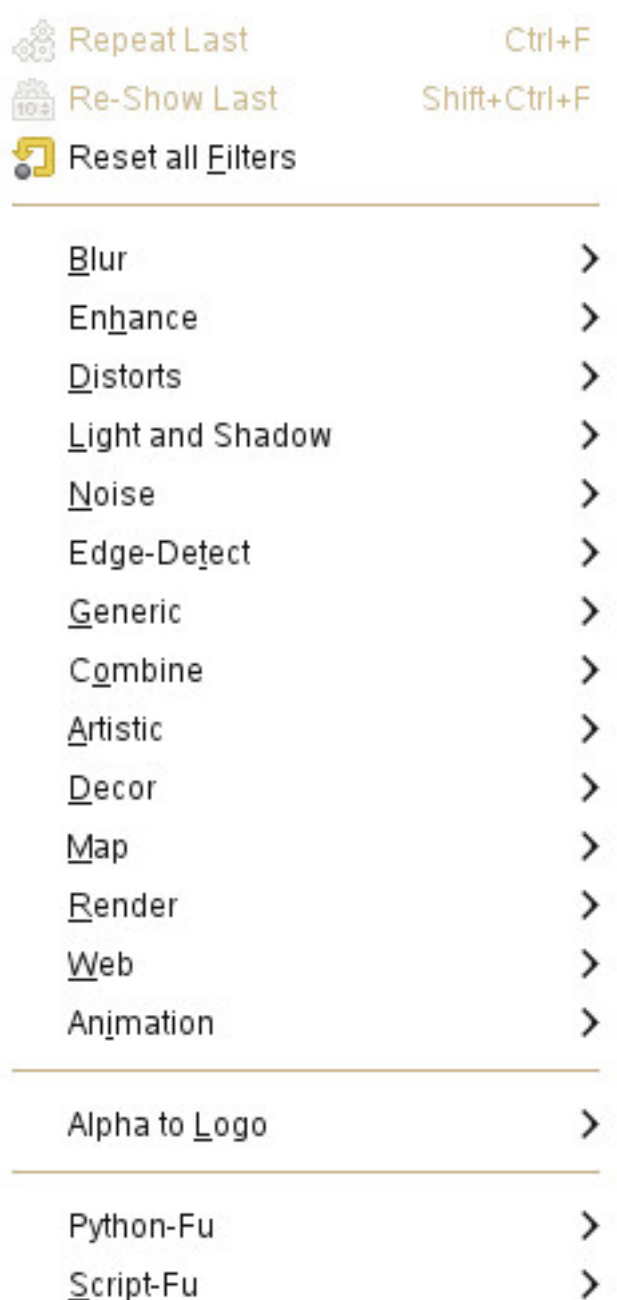 Repeat Last Ctrl+F
Re-Show Last Shift+Ctrl+F
Reset all Filters
Blur
Enhance
Distorts
Light and Shadow
Noise
Edge-Detect
Generic
Combine
Artistic
Decor
Map
Render
Web
Animation
Alpha to Logo
Python-Fu
Script-Fu